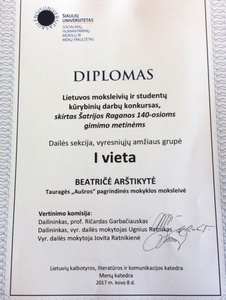 ŠIAULIŲ
UNIVERSITETAS
SOCIALINIŲ,
HUMANITARINIŲ
MOKSLŲ IR
MENŲ FAKULTETAS
DIPLOMAS
Lietuvos moksleivių ir studentų
kūrybinių darbų konkursas,
skirtas Šatrijos Raganos 140-osioms
gimimo metinėms
Dailės sekcija, vyresniųjų amžiaus grupė
I vieta
BEATRIČĖ ARŠTIKYTĖ
Tauragės „Aušros" pagrindinės mokyklos moksleivė
Vertinimo komisija:
Dailininkas, prof. Ričardas Garbačiauskas
Dailininkas, vyr. dailės mokytojas Ugnius Ratnikas
Vyr. dailės mokytoja Jovita Ratnikienė
Lietuvių kalbotyros, literatūros ir komunikacijos katedra
Menų katedra
2017 m. kovo 8 d.